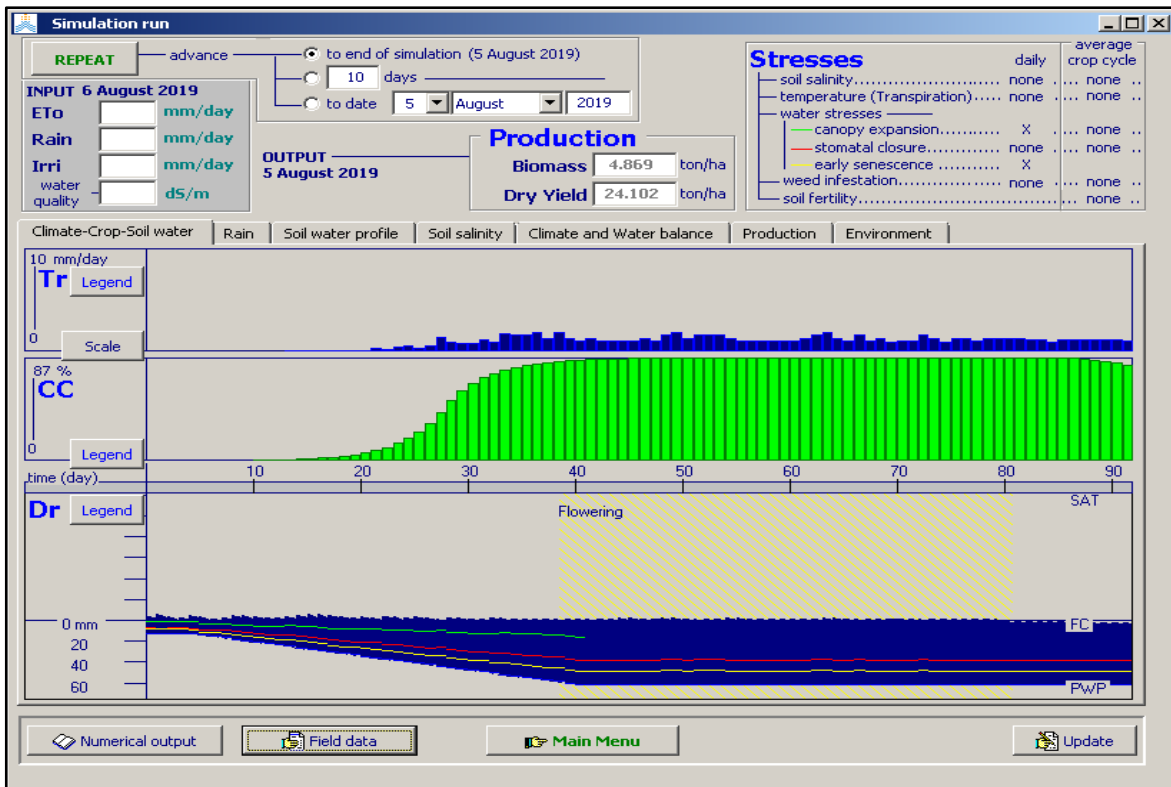 Simulation run
REPEAT
advance
to end of simulation (5 August 2019)
10 days
to date 5 August 2019
INPUT 6 August 2019
ETo mm/day
Rain mm/day
Irri mm/day
water quality dS/m
OUTPUT
5 August 2019
Production
Biomass 4.869 ton/ha
Dry Yield 24.102 ton/ha
Stresses daily average crop cycle
soil salinity.................... none .... none ..
temperature (Transpiration)..... none .... none ..
water stresses
canopy expansion........... X .... none ..
stomatal closure........... none .... none ..
early senescence ........... X
weed infestation................. none .... none ..
soil fertility.................................... none ..
Climate-Crop-Soil water Rain Soil water profile Soil salinity Climate and Water balance Production Environment
10 mm/day
Tr Legend
0
Scale
87 %
CC
0
Legend
time (day) 10 20 30 40 50 60 70 80 90
Dr Legend
SAT
Flowering
0 mm
FC
20
40
60
PWP
Numerical output Field data Main Menu Update